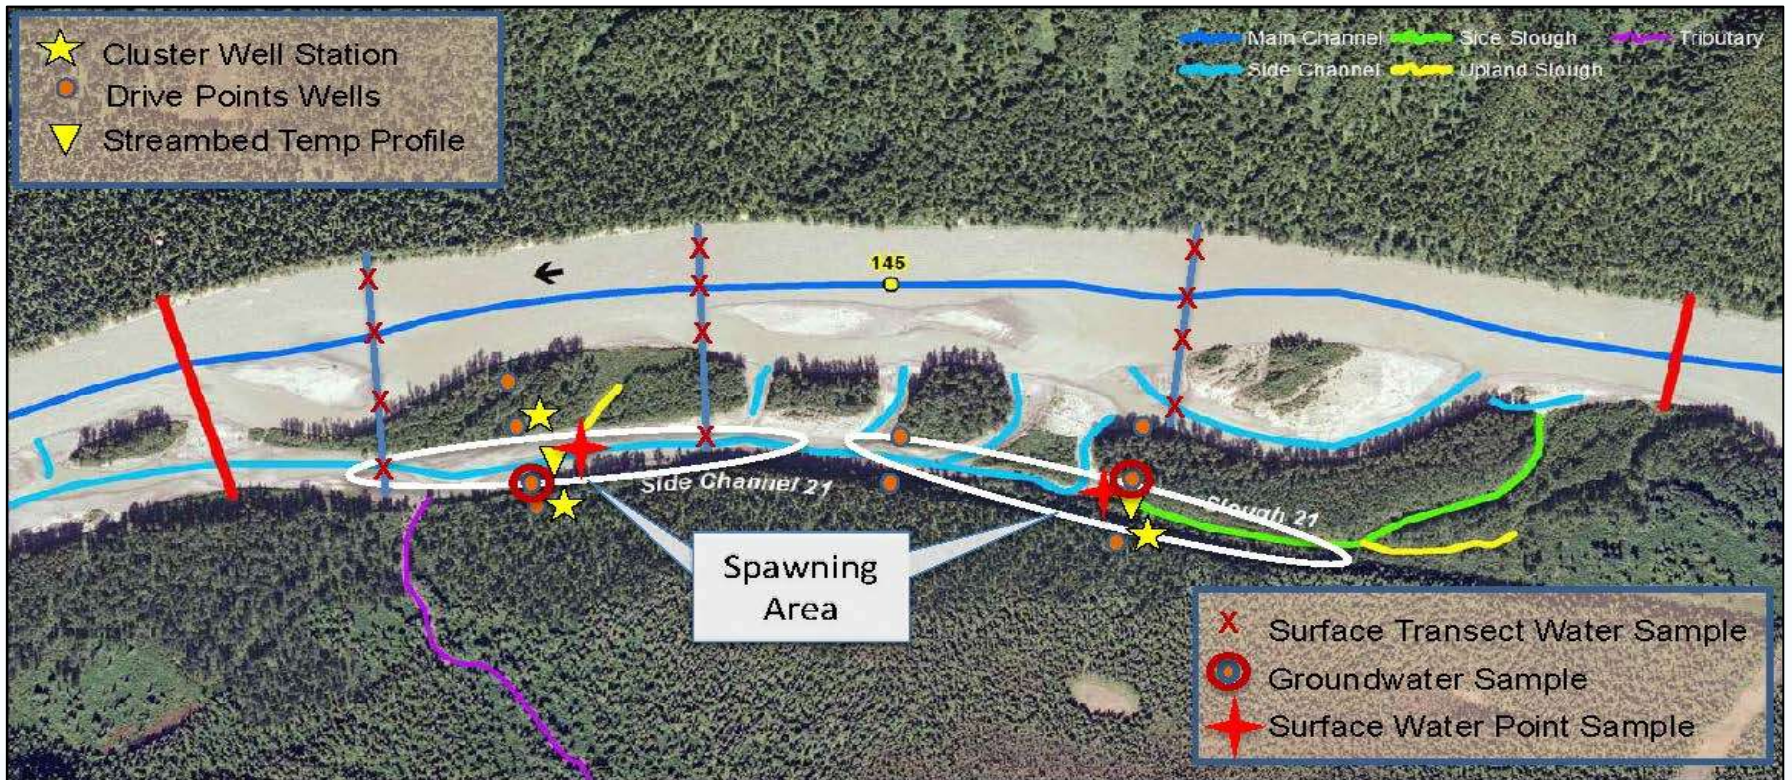 Cluster Well Station
Drive Points Wells
Streambed Temp Profile
Main Channel
Side Slough
Tributary
Side Channel
Upland Slough
145
Side Channel 21
Slough 21
Spawning
Area
X Surface Transect Water Sample
Groundwater Sample
Surface Water Point Sample